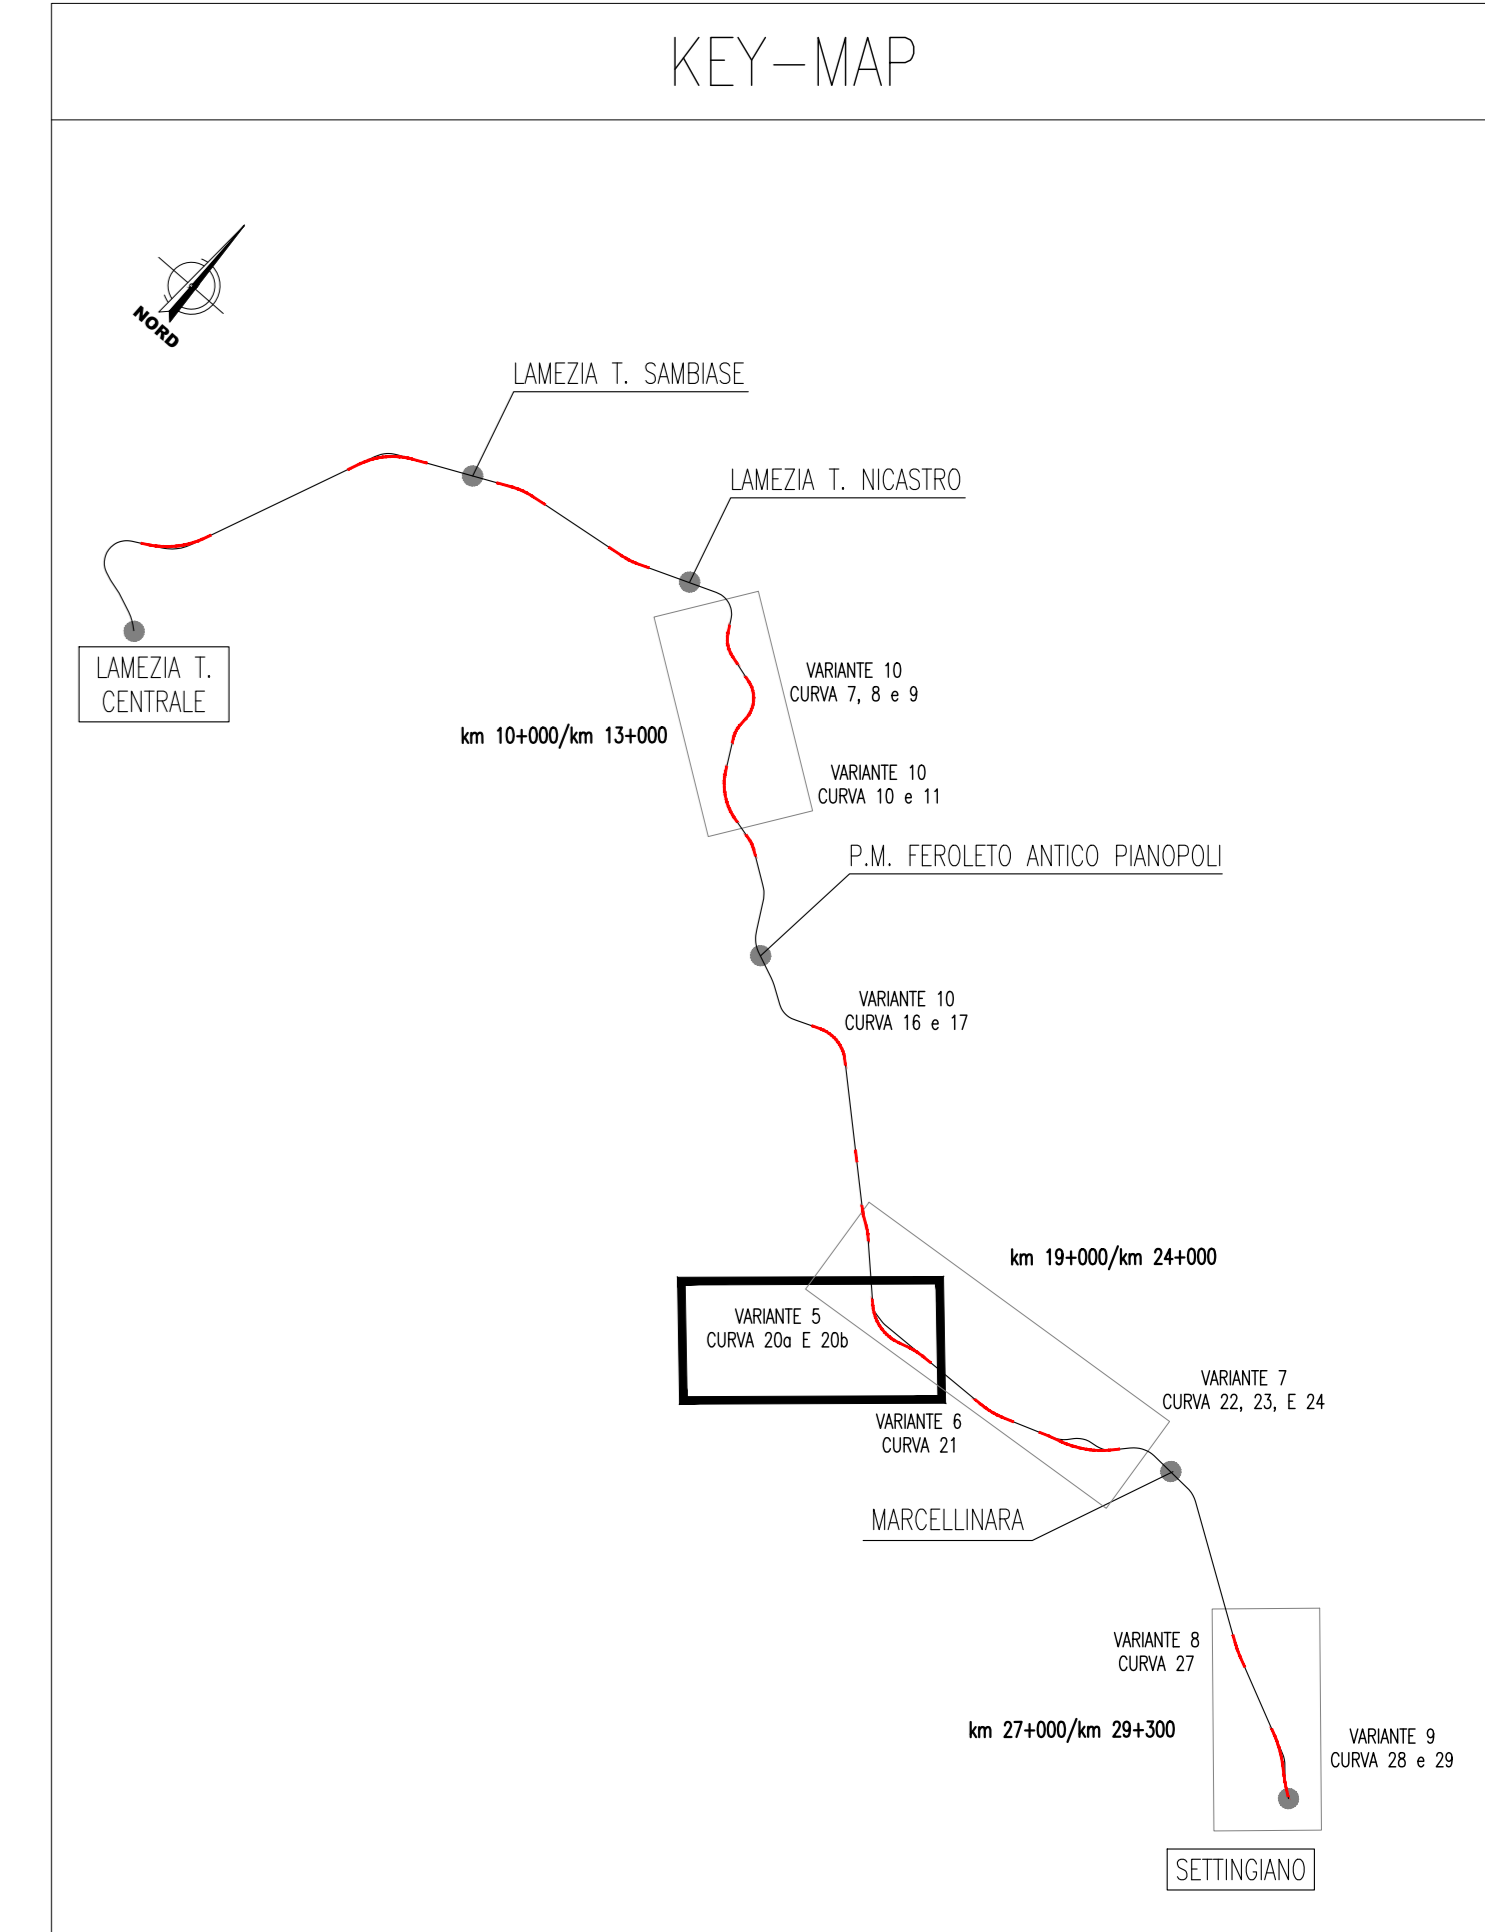 KEY-MAP
NORD
LAMEZIA T. SAMBIASE
LAMEZIA T. NICASTRO
LAMEZIA T.
CENTRALE
VARIANTE 10
CURVA 7, 8 e 9
km 10+000/km 13+000
VARIANTE 10
CURVA 10 e 11
P.M. FEROLETO ANTICO PIANOPOLI
VARIANTE 10
CURVA 16 e 17
km 19+000/km 24+000
VARIANTE 5
CURVA 20a E 20b
VARIANTE 7
CURVA 22, 23, E 24
VARIANTE 6
CURVA 21
MARCELLINARA
VARIANTE 8
CURVA 27
km 27+000/km 29+300
VARIANTE 9
CURVA 28 e 29
SETTINGIANO